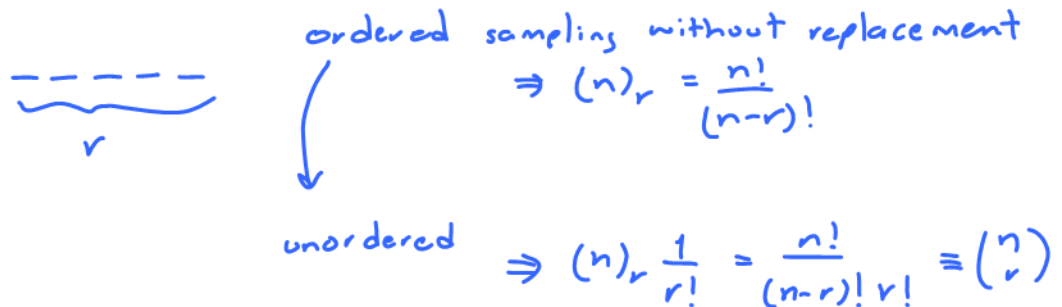 ordered sampling without replacement
⇒ (n)_r = n!/(n-r)!
r
unordered ⇒ (n)_r 1/r! = n!/((n-r)! r!) ≡ (n r)